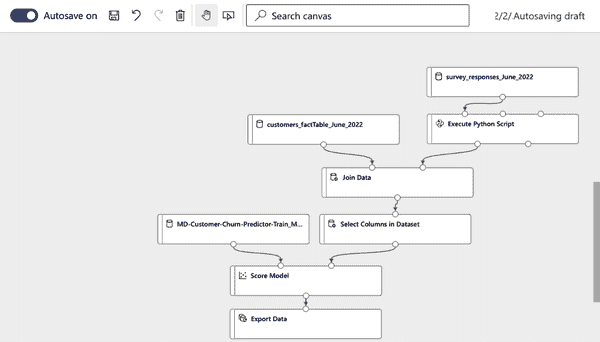 Autosave on
Search canvas
2/2/ Autosaving draft
survey_responses_June_2022
customers_factTable_June_2022
Execute Python Script
Join Data
MD-Customer-Churn-Predictor-Train_M...
Select Columns in Dataset
Score Model
Export Data